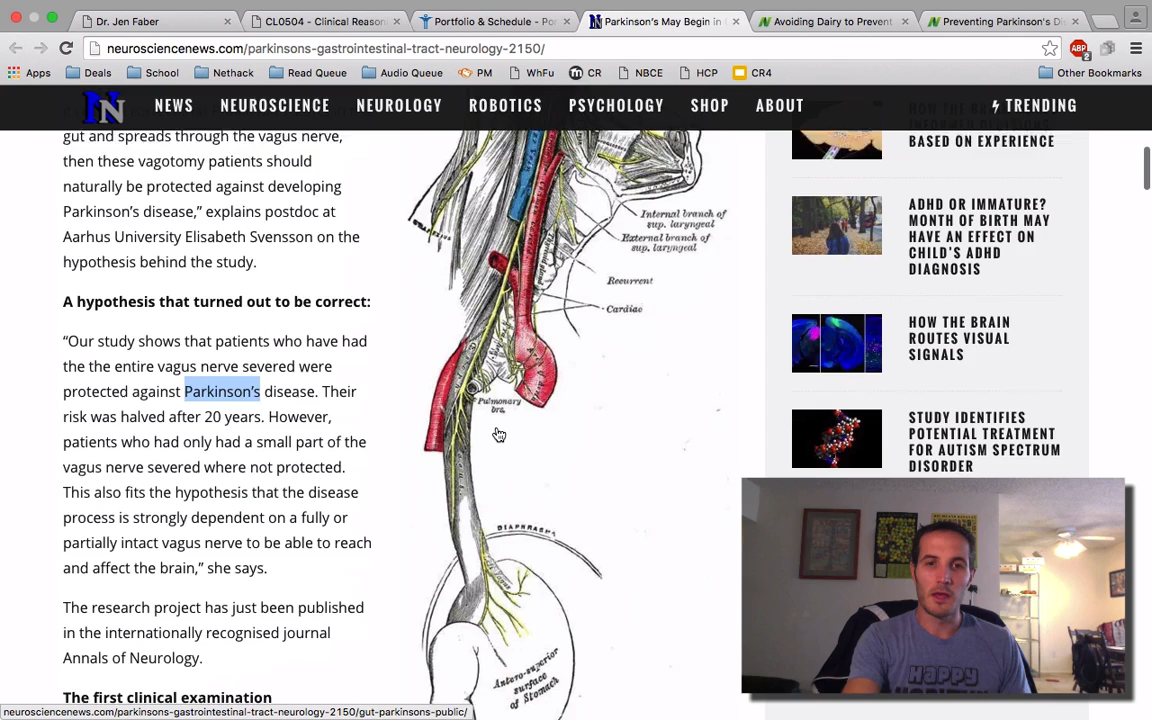 Dr. Jen Faber
CL0504 - Clinical Reason
Portfolio & Schedule - Por
Parkinson's May Begin in G
Avoiding Dairy to Prevent
Preventing Parkinson's Dis
neurosciencenews.com/parkinsons-gastrointestinal-tract-neurology-2150/
ABP
2
Apps
Deals
School
Nethack
Read Queue
Audio Queue
PM
WhFu
CR
NBCE
HCP
CR4
Other Bookmarks
NEWS
NEUROSCIENCE
NEUROLOGY
ROBOTICS
PSYCHOLOGY
SHOP
ABOUT
TRENDING
gut and spreads through the vagus nerve,
then these vagotomy patients should
naturally be protected against developing
Parkinson's disease,” explains postdoc at
Aarhus University Elisabeth Svensson on the
hypothesis behind the study.
A hypothesis that turned out to be correct:
“Our study shows that patients who have had
the the entire vagus nerve severed were
protected against Parkinson's disease. Their
risk was halved after 20 years. However,
patients who had only had a small part of the
vagus nerve severed where not protected.
This also fits the hypothesis that the disease
process is strongly dependent on a fully or
partially intact vagus nerve to be able to reach
and affect the brain,” she says.
The research project has just been published
in the internationally recognised journal
Annals of Neurology.
The first clinical examination
Internal branch of
sup. laryngeal
External branch of
sup. laryngeal
Recurrent
Cardiac
Pulmonary
bra.
DIAPHRAGM
Antero-superior
surface of
Stomach
BASED ON EXPERIENCE
ADHD OR IMMATURE?
MONTH OF BIRTH MAY
HAVE AN EFFECT ON
CHILD'S ADHD
DIAGNOSIS
HOW THE BRAIN
ROUTES VISUAL
SIGNALS
STUDY IDENTIFIES
POTENTIAL TREATMENT
FOR AUTISM SPECTRUM
DISORDER
HAPPY
neurosciencenews.com/parkinsons-gastrointestinal-tract-neurology-2150/gut-parkinsons-public/